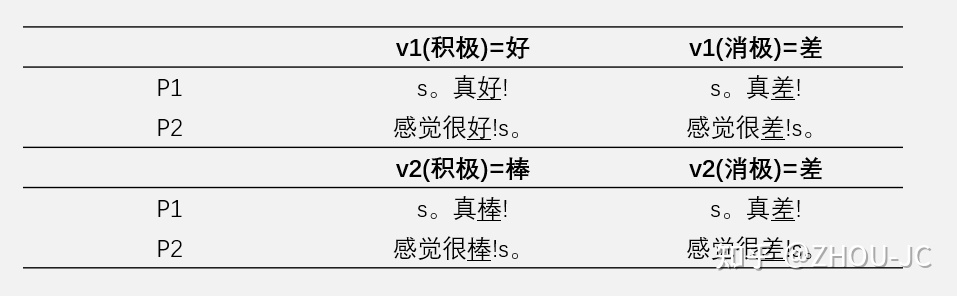 v1(积极)=好 v1(消极)=差
P1 s。真好! s。真差!
P2 感觉很好!s。 感觉很差!s。
v2(积极)=棒 v2(消极)=差
P1 s。真棒! s。真差!
P2 感觉很棒!s。 感觉很差!s。
知乎 @ZHOU-JC